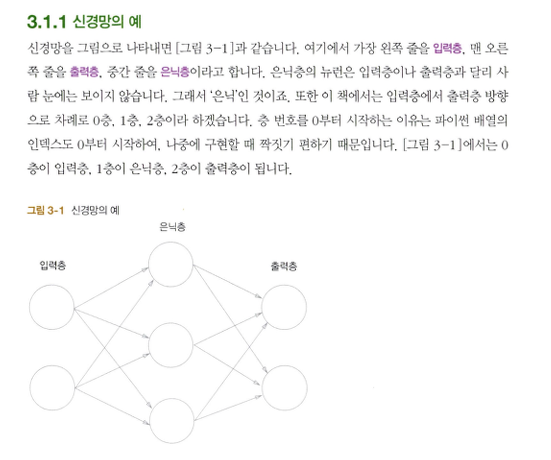 3.1.1 신경망의 예
신경망을 그림으로 나타내면 [그림 3-1]과 같습니다. 여기에서 가장 왼쪽 줄을 입력층, 맨 오른
쪽 줄을 출력층, 중간 줄을 은닉층이라고 합니다. 은닉층의 뉴런은 입력층이나 출력층과 달리 사
람 눈에는 보이지 않습니다. 그래서 '은닉'인 것이죠. 또한 이 책에서는 입력층에서 출력층 방향
으로 차례로 0층, 1층, 2층이라 하겠습니다. 층 번호를 0부터 시작하는 이유는 파이썬 배열의
인덱스도 0부터 시작하여, 나중에 구현할 때 짝짓기 편하기 때문입니다. [그림 3-1]에서는 0
층이 입력층, 1층이 은닉층, 2층이 출력층이 됩니다.
그림 3-1 신경망의 예
은닉층
입력층
출력층